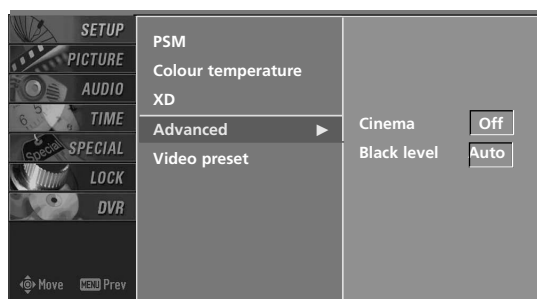 SETUP
PICTURE
AUDIO
TIME
SPECIAL
LOCK
DVR
Move MENU Prev
PSM
Colour temperature
XD
Advanced ▶
Video preset
Cinema Off
Black level Auto